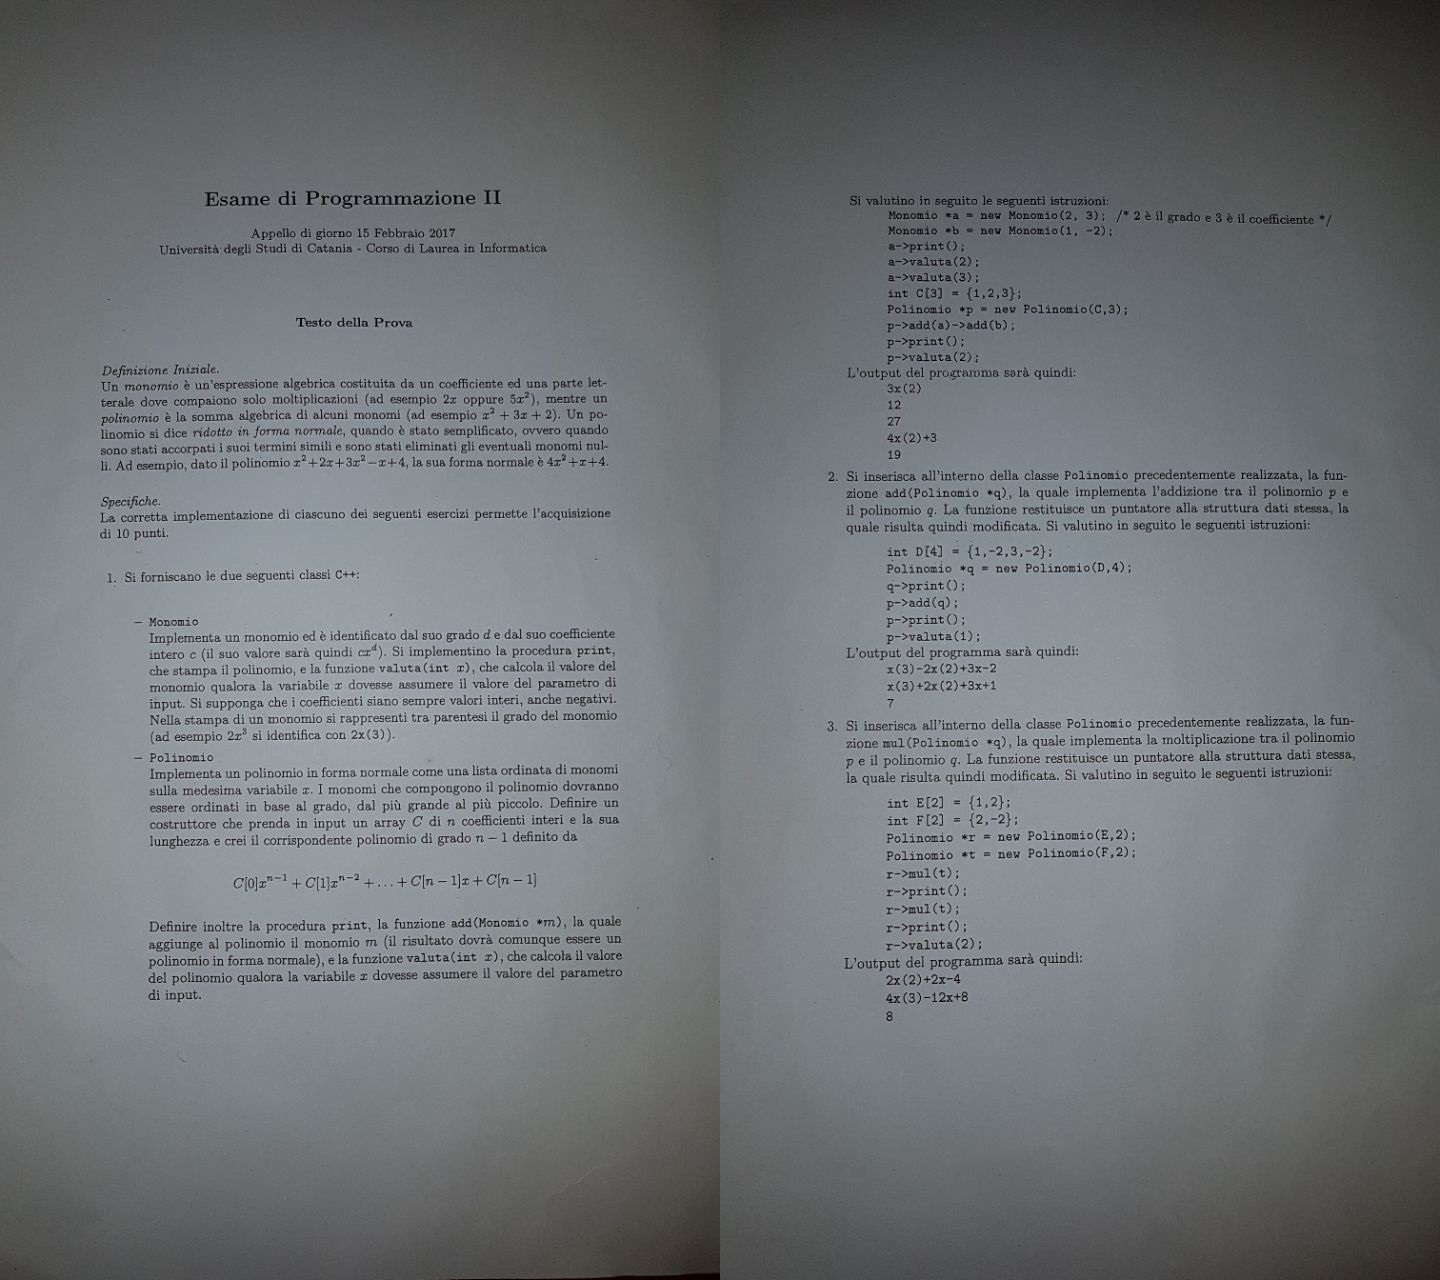 Esame di Programmazione II
Appello di giorno 15 Febbraio 2017
Università degli Studi di Catania - Corso di Laurea in Informatica
Testo della Prova
Definizione Iniziale.
Un monomio è un'espressione algebrica costituita da un coefficiente ed una parte let-
terale dove compaiono solo moltiplicazioni (ad esempio 2x oppure 5x²), mentre un
polinomio è la somma algebrica di alcuni monomi (ad esempio x² + 3x + 2). Un po-
linomio si dice ridotto in forma normale, quando è stato semplificato, ovvero quando
sono stati accorpati i suoi termini simili e sono stati eliminati gli eventuali monomi nul-
li. Ad esempio, dato il polinomio x²+2x+3x²−x+4, la sua forma normale è 4x²+x+4.
Specifiche.
La corretta implementazione di ciascuno dei seguenti esercizi permette l'acquisizione
di 10 punti.
1. Si forniscano le due seguenti classi C++:
– Monomio
Implementa un monomio ed è identificato dal suo grado d e dal suo coefficiente
intero c (il suo valore sarà quindi cx^d). Si implementino la procedura print,
che stampa il polinomio, e la funzione valuta(int x), che calcola il valore del
monomio qualora la variabile x dovesse assumere il valore del parametro di
input. Si supponga che i coefficienti siano sempre valori interi, anche negativi.
Nella stampa di un monomio si rappresenti tra parentesi il grado del monomio
(ad esempio 2x³ si identifica con 2x(3)).
– Polinomio
Implementa un polinomio in forma normale come una lista ordinata di monomi
sulla medesima variabile x. I monomi che compongono il polinomio dovranno
essere ordinati in base al grado, dal più grande al più piccolo. Definire un
costruttore che prenda in input un array C di n coefficienti interi e la sua
lunghezza e crei il corrispondente polinomio di grado n − 1 definito da
C[0]xⁿ⁻¹ + C[1]xⁿ⁻² + . . . + C[n − 1]x + C[n − 1]
Definire inoltre la procedura print, la funzione add(Monomio *m), la quale
aggiunge al polinomio il monomio m (il risultato dovrà comunque essere un
polinomio in forma normale), e la funzione valuta(int x), che calcola il valore
del polinomio qualora la variabile x dovesse assumere il valore del parametro
di input.
Si valutino in seguito le seguenti istruzioni:
Monomio *a = new Monomio(2, 3); /* 2 è il grado e 3 è il coefficiente */
Monomio *b = new Monomio(1, -2);
a->print();
a->valuta(2);
a->valuta(3);
int C[3] = {1,2,3};
Polinomio *p = new Polinomio(C,3);
p->add(a)->add(b);
p->print();
p->valuta(2);
L'output del programma sarà quindi:
3x(2)
12
27
4x(2)+3
19
2. Si inserisca all'interno della classe Polinomio precedentemente realizzata, la fun-
zione add(Polinomio *q), la quale implementa l'addizione tra il polinomio p e
il polinomio q. La funzione restituisce un puntatore alla struttura dati stessa, la
quale risulta quindi modificata. Si valutino in seguito le seguenti istruzioni:
int D[4] = {1,-2,3,-2};
Polinomio *q = new Polinomio(D,4);
q->print();
p->add(q);
p->print();
p->valuta(1);
L'output del programma sarà quindi:
x(3)-2x(2)+3x-2
x(3)+2x(2)+3x+1
7
3. Si inserisca all'interno della classe Polinomio precedentemente realizzata, la fun-
zione mul(Polinomio *q), la quale implementa la moltiplicazione tra il polinomio
p e il polinomio q. La funzione restituisce un puntatore alla struttura dati stessa,
la quale risulta quindi modificata. Si valutino in seguito le seguenti istruzioni:
int E[2] = {1,2};
int F[2] = {2,-2};
Polinomio *r = new Polinomio(E,2);
Polinomio *t = new Polinomio(F,2);
r->mul(t);
r->print();
r->mul(t);
r->print();
r->valuta(2);
L'output del programma sarà quindi:
2x(2)+2x-4
4x(3)-12x+8
8